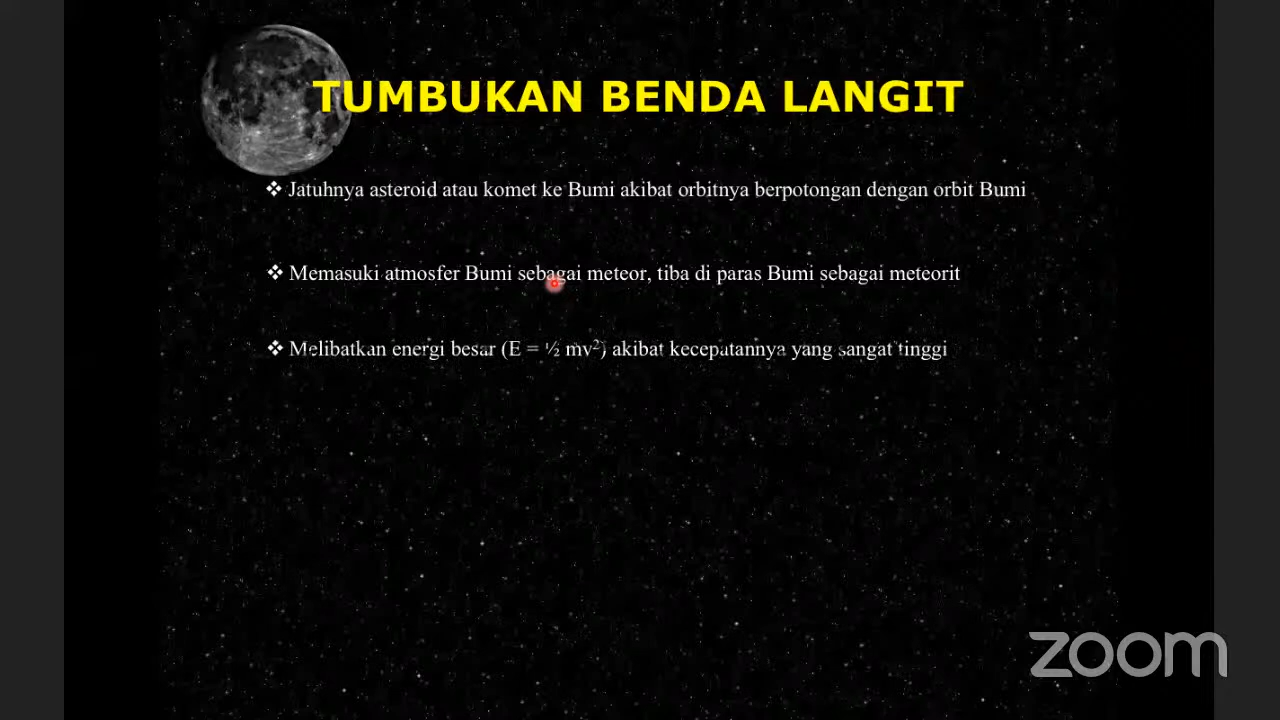 TUMBUKAN BENDA LANGIT
❖ Jatuhnya asteroid atau komet ke Bumi akibat orbitnya berpotongan dengan orbit Bumi
❖ Memasuki atmosfer Bumi sebagai meteor, tiba di paras Bumi sebagai meteorit
❖ Melibatkan energi besar (E = ½ mv²) akibat kecepatannya yang sangat tinggi
zoom